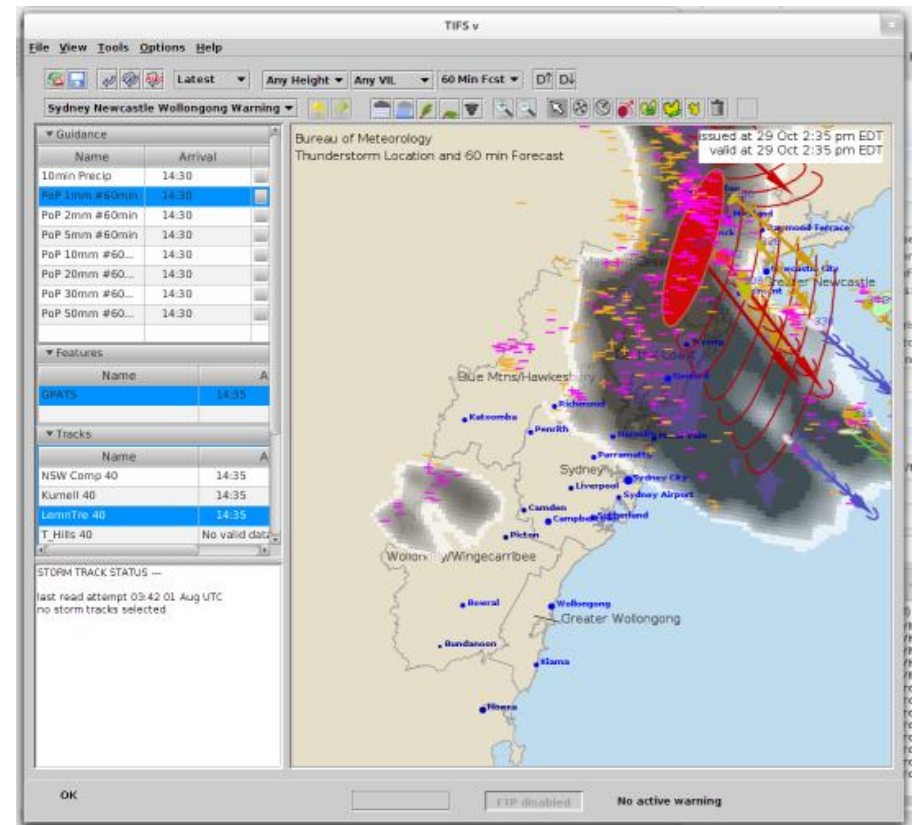 TIFS v
File View Tools Options Help
Latest Any Height Any VIL 60 Min Fcst D↑ D↓
Sydney Newcastle Wollongong Warning
Guidance
Name Arrival
10min Precip 14:30
PoP 1mm #60min 14:30
PoP 2mm #60min 14:30
PoP 5mm #60min 14:30
PoP 10mm #60... 14:30
PoP 20mm #60... 14:30
PoP 30mm #60... 14:30
PoP 50mm #60... 14:30
Features
Name A
GPATS 14:35
Tracks
Name A
NSW Comp 40 14:35
Kurnell 40 14:35
LemnTre 40 14:35
T_Hills 40 No valid data
STORM TRACK STATUS ---
last read attempt 03:42 01 Aug UTC
no storm tracks selected
Bureau of Meteorology
Thunderstorm Location and 60 min Forecast
issued at 29 Oct 2:35 pm EDT
valid at 29 Oct 2:35 pm EDT
Raymond Terrace
Newcastle City
Greater Newcastle
Wyong
Gosford
Blue Mtns/Hawkesbury
Richmond
Katoomba
Penrith
Parramatta
Sydney
Sydney City
Liverpool
Sydney Airport
Camden
Sutherland
Picton
/Wingecarribee
Bowral
Wollongong
Greater Wollongong
Bundanoon
Kiama
Nowra
OK
FTP disabled
No active warning